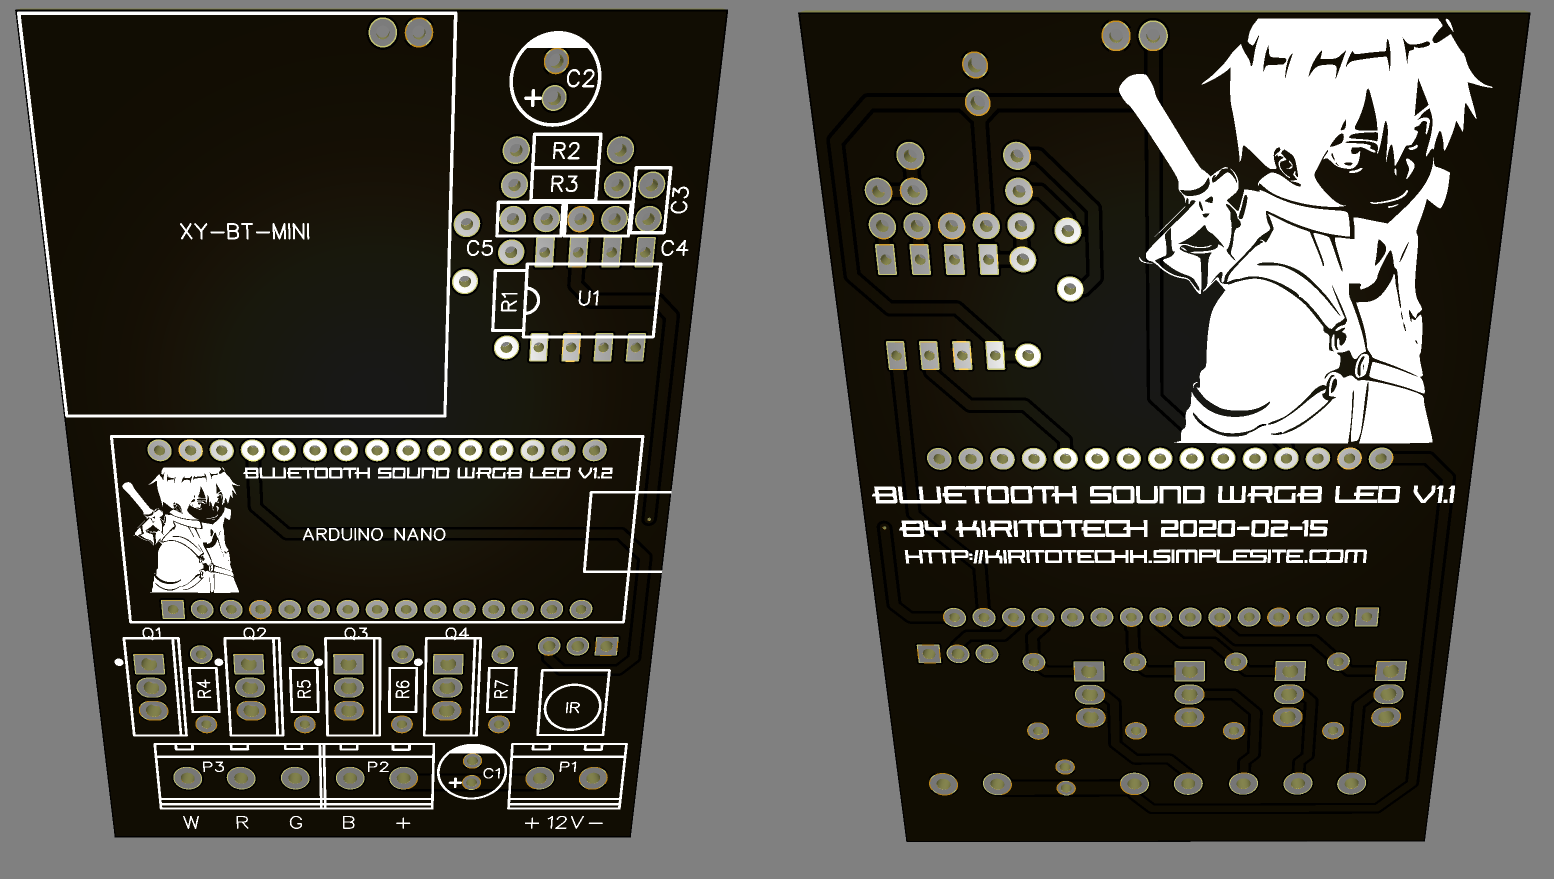 C2
+
R2
R3
C3
XY-BT-MINI
C5
C4
R1
U1
BLUETOOTH SOUND WRGB LED V1.2
ARDUINO NANO
Q1 Q2 Q3 Q4
R4 R5 R6 R7
IR
P3 P2 + C1 P1
W R G B + + 12V -
BLUETOOTH SOUND WRGB LED V1.1
BY KIRITOTECH 2020-02-15
HTTP://KIRITOTECHH.SIMPLESITE.COM